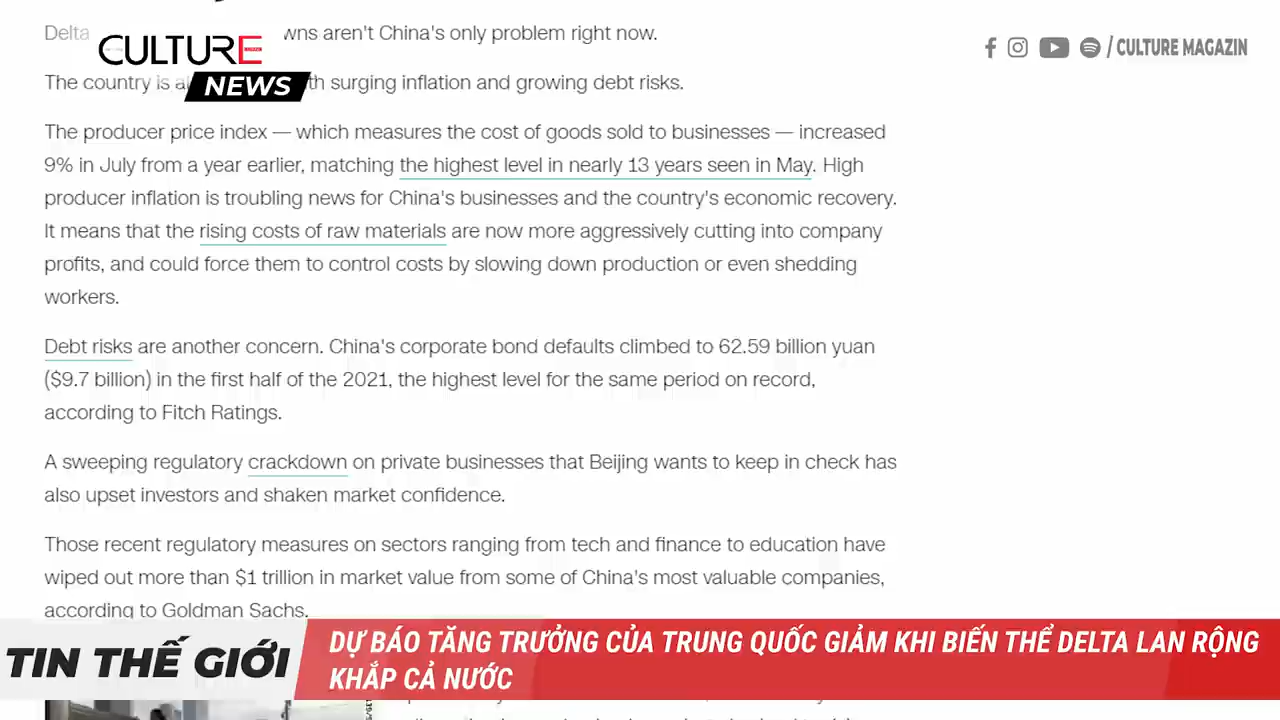 Delta wns aren't China's only problem right now.
CULTURE
NEWS
/ CULTURE MAGAZIN
The country is al th surging inflation and growing debt risks.
The producer price index — which measures the cost of goods sold to businesses — increased
9% in July from a year earlier, matching the highest level in nearly 13 years seen in May. High
producer inflation is troubling news for China's businesses and the country's economic recovery.
It means that the rising costs of raw materials are now more aggressively cutting into company
profits, and could force them to control costs by slowing down production or even shedding
workers.
Debt risks are another concern. China's corporate bond defaults climbed to 62.59 billion yuan
($9.7 billion) in the first half of the 2021, the highest level for the same period on record,
according to Fitch Ratings.
A sweeping regulatory crackdown on private businesses that Beijing wants to keep in check has
also upset investors and shaken market confidence.
Those recent regulatory measures on sectors ranging from tech and finance to education have
wiped out more than $1 trillion in market value from some of China's most valuable companies,
according to Goldman Sachs.
TIN THẾ GIỚI
DỰ BÁO TĂNG TRƯỞNG CỦA TRUNG QUỐC GIẢM KHI BIẾN THỂ DELTA LAN RỘNG
KHẮP CẢ NƯỚC